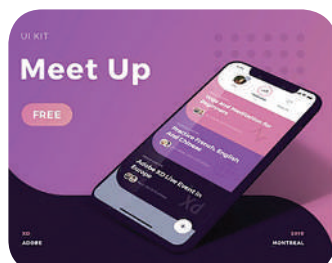 UI KIT
Meet Up
FREE
Yoga and Meditation for
Beginners
Practice French, English
And Chinese
Adobe XD Live Event in
Europe
XD
ADOBE
2019
MONTREAL